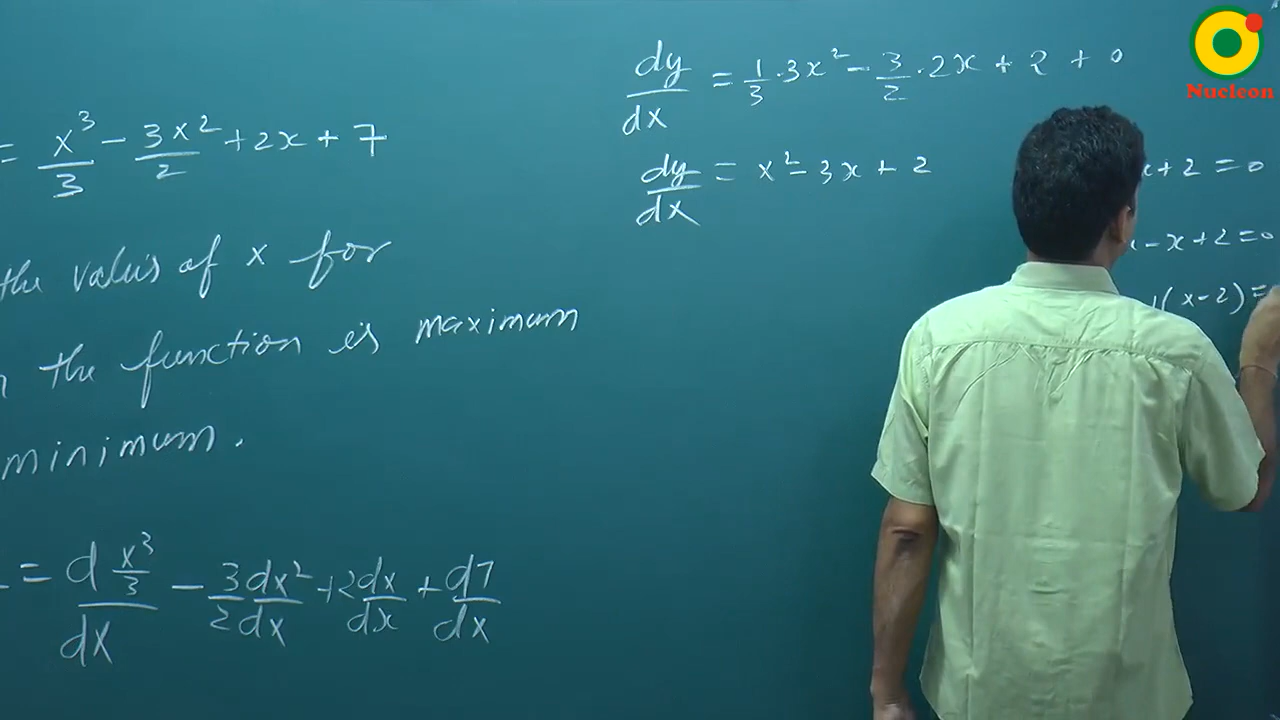 = x³/3 - 3x²/2 + 2x + 7
the values of x for
the function is maximum
minimum.
= d x³/3 / dx - 3/2 dx²/dx + 2 dx/dx + d7/dx
dy/dx = 1/3 · 3x² - 3/2 · 2x + 2 + 0
dy/dx = x² - 3x + 2
x + 2 = 0
- x + 2 = 0
(x - 2) =
Nucleon